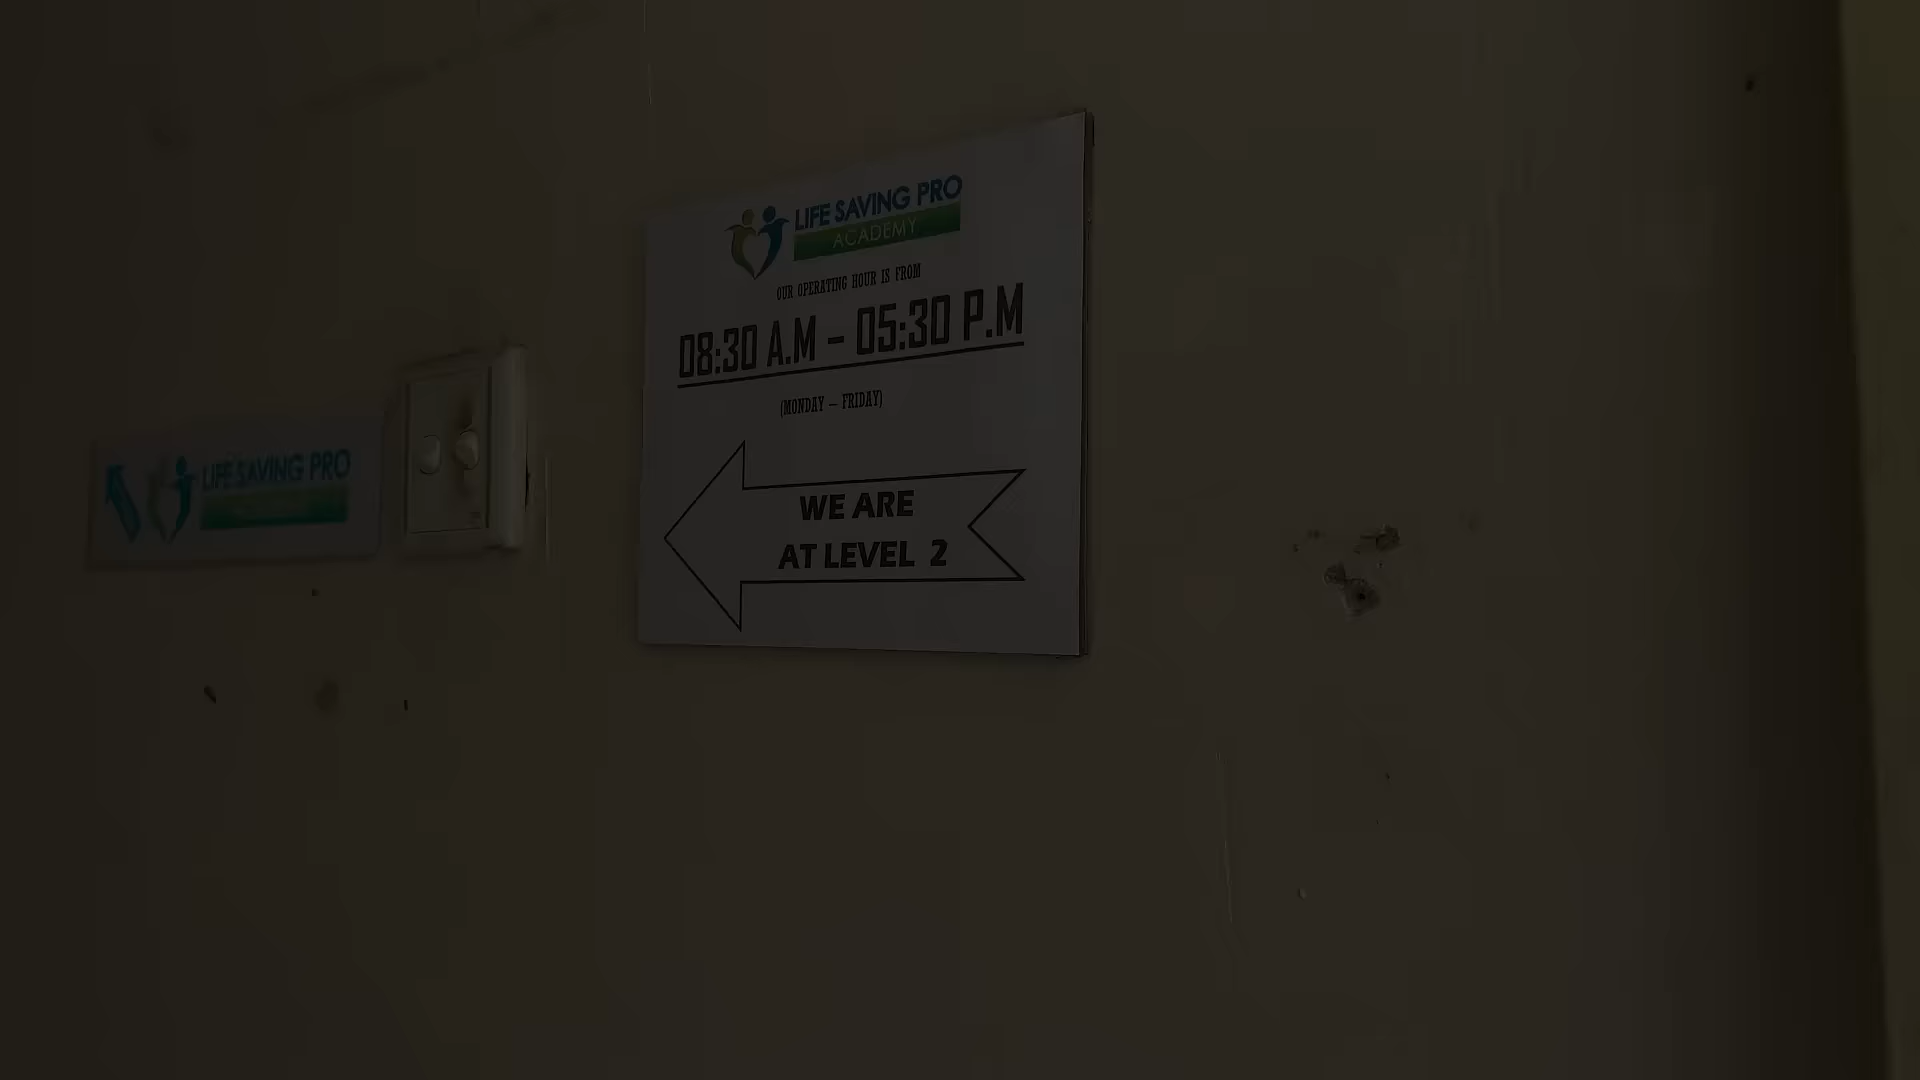 LIFE SAVING PRO
ACADEMY
OUR OPERATING HOUR IS FROM
08:30 A.M – 05:30 P.M
(MONDAY – FRIDAY)
WE ARE
AT LEVEL 2
LIFE SAVING PRO